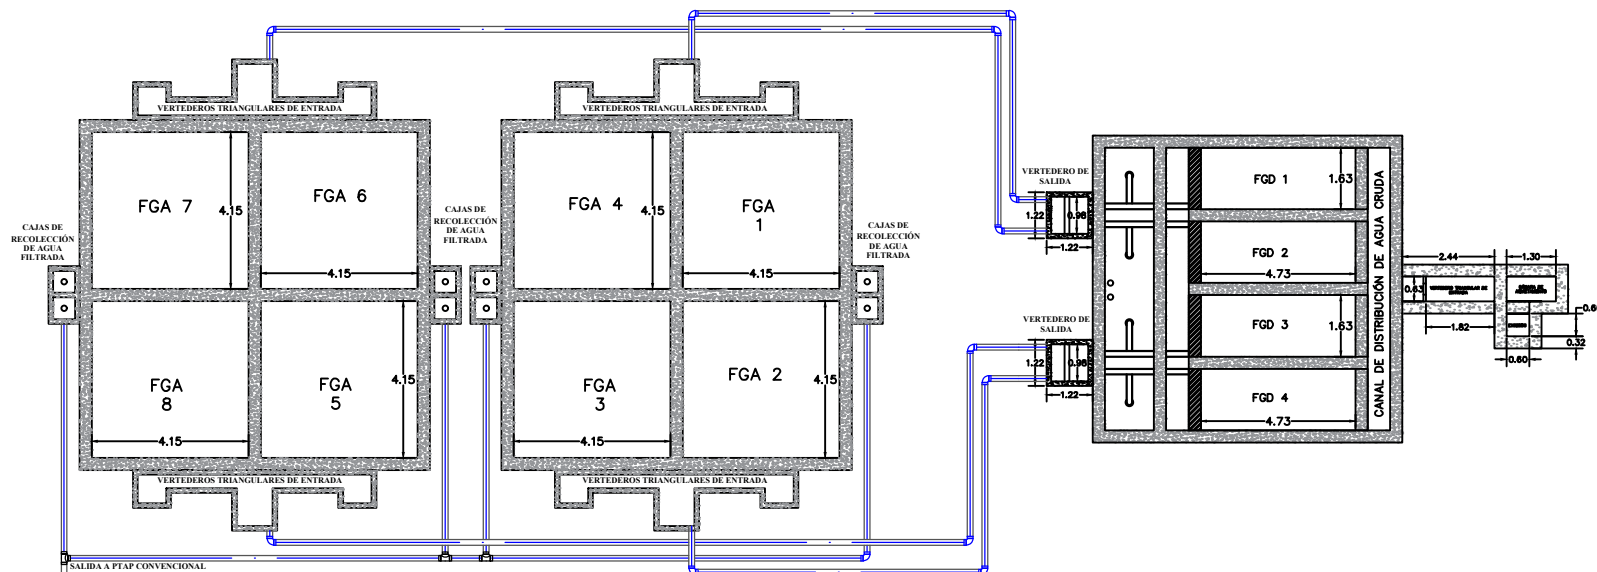 VERTEDEROS TRIANGULARES DE ENTRADA
FGA 7
4.15
FGA 6
4.15
CAJAS DE
RECOLECCIÓN
DE AGUA
FILTRADA
FGA
8
4.15
FGA
5
4.15
VERTEDEROS TRIANGULARES DE ENTRADA
SALIDA A PTAP CONVENCIONAL
CAJAS DE
RECOLECCIÓN
DE AGUA
FILTRADA
VERTEDEROS TRIANGULARES DE ENTRADA
FGA 4
4.15
FGA
1
4.15
CAJAS DE
RECOLECCIÓN
DE AGUA
FILTRADA
FGA
3
4.15
FGA 2
4.15
VERTEDEROS TRIANGULARES DE ENTRADA
VERTEDERO DE
SALIDA
1.22
0.98
1.22
VERTEDERO DE
SALIDA
1.22
0.98
1.22
FGD 1
1.63
FGD 2
4.73
FGD 3
1.63
FGD 4
4.73
CANAL DE DISTRIBUCIÓN DE AGUA CRUDA
2.44
1.30
0.63
VERTEDERO TRIANGULAR DE
ENTRADA
1.82
0.32
0.60